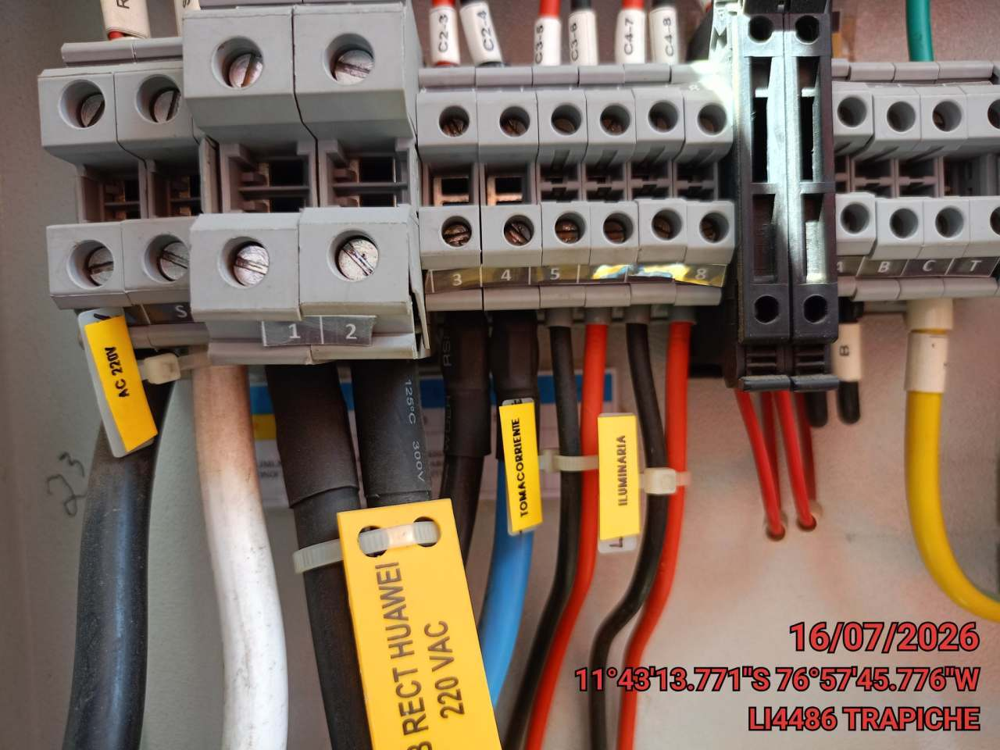 R
S
C2-3
C2-4
C3-5
C3-6
C4-7
C4-8
S
1
2
3
4
5
8
A
B
C
T
AC 220V
B
125°C 300V
TOMACORRIENTE
ILUMINARIA
RECT HUAWEI
220 VAC
23
16/07/2026
11°43'13.771"S 76°57'45.776"W
LI4486 TRAPICHE